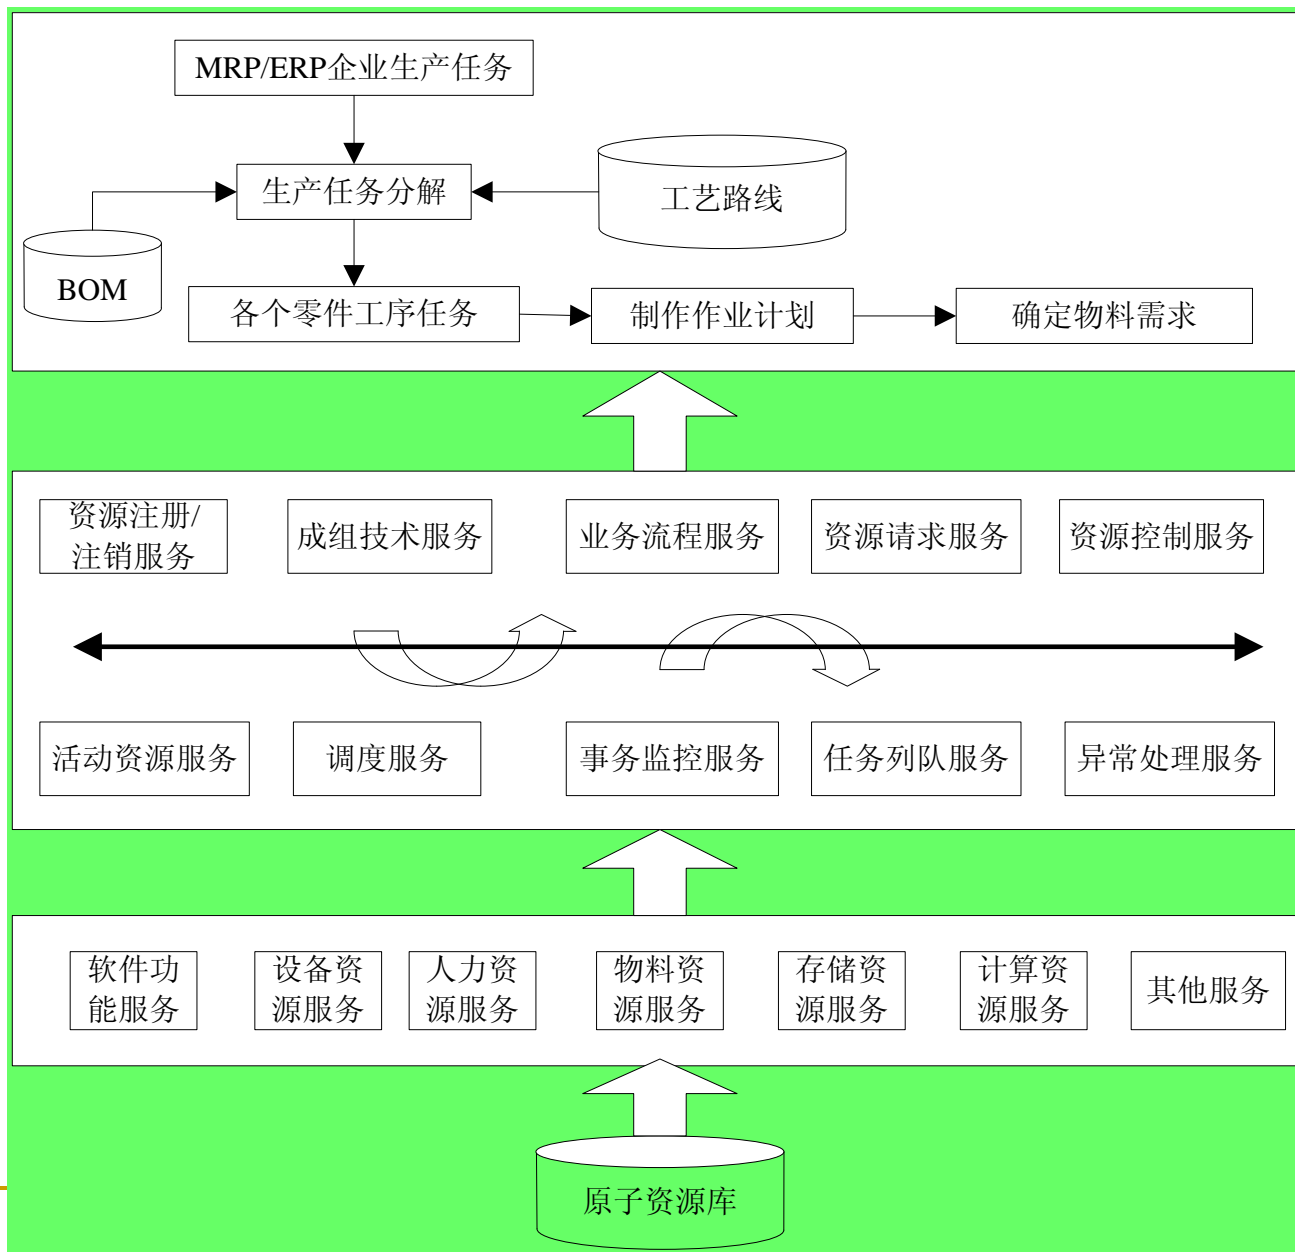 MRP/ERP企业生产任务
生产任务分解
工艺路线
BOM
各个零件工序任务
制作作业计划
确定物料需求
资源注册/
注销服务
成组技术服务
业务流程服务
资源请求服务
资源控制服务
活动资源服务
调度服务
事务监控服务
任务列队服务
异常处理服务
软件功
能服务
设备资
源服务
人力资
源服务
物料资
源服务
存储资
源服务
计算资
源服务
其他服务
原子资源库